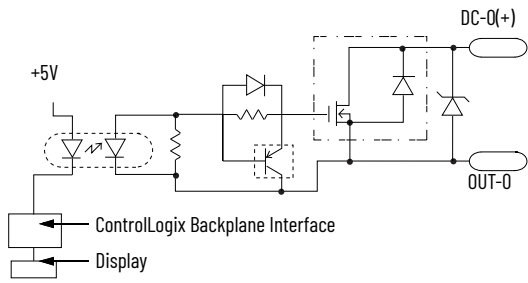 DC-0(+)
+5V
OUT-0
ControlLogix Backplane Interface
Display